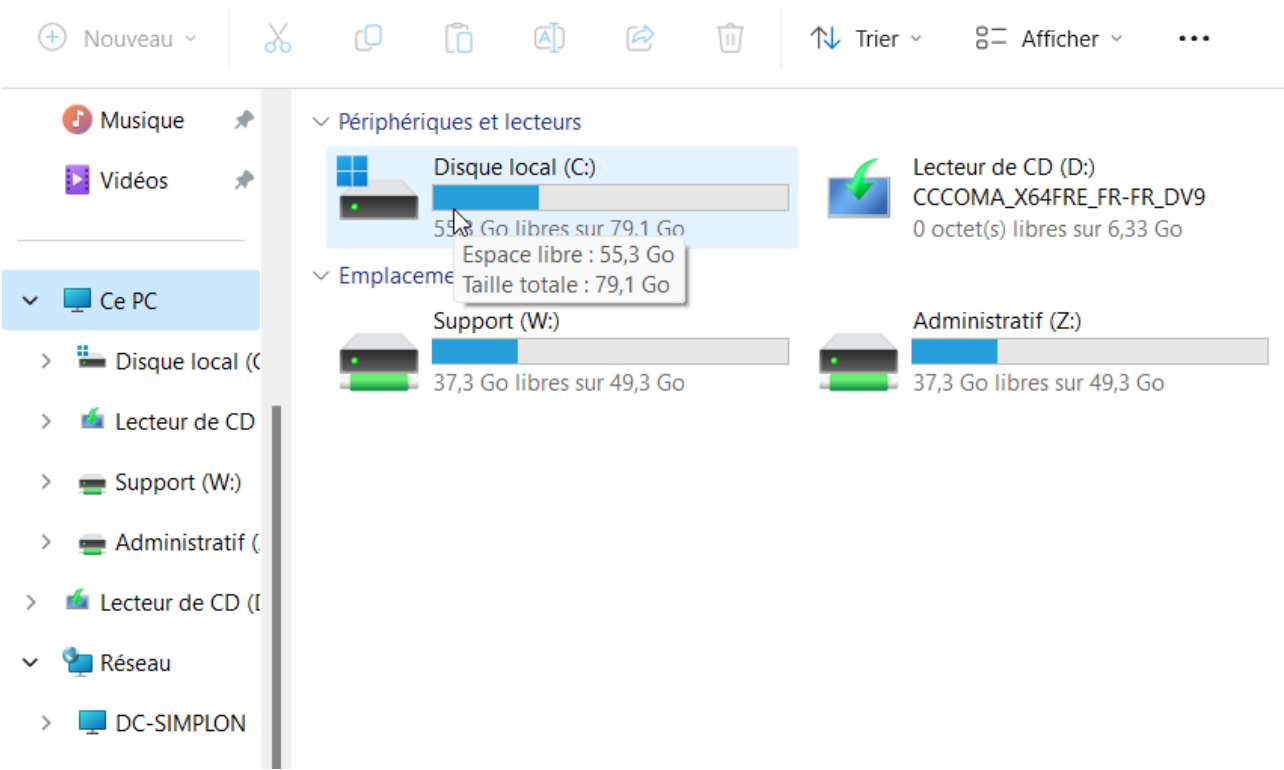 Nouveau
Trier
Afficher
Musique
Vidéos
Ce PC
Disque local (C
Lecteur de CD
Support (W:)
Administratif (
Lecteur de CD (
Réseau
DC-SIMPLON
Périphériques et lecteurs
Disque local (C:)
Go libres sur 79,1 Go
Espace libre : 55,3 Go
Taille totale : 79,1 Go
Lecteur de CD (D:)
CCCOMA_X64FRE_FR-FR_DV9
0 octet(s) libres sur 6,33 Go
Emplaceme
Support (W:)
37,3 Go libres sur 49,3 Go
Administratif (Z:)
37,3 Go libres sur 49,3 Go